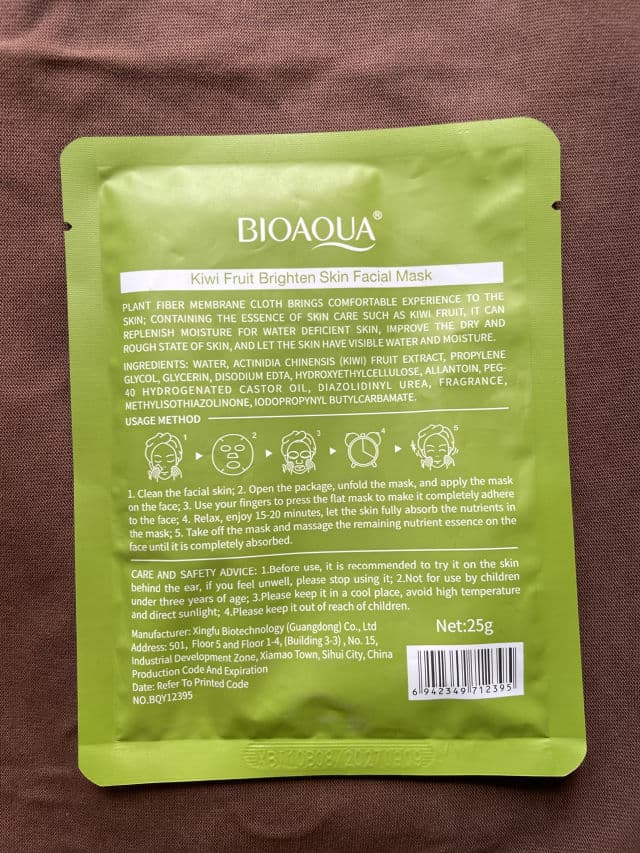 BIOAQUA®
Kiwi Fruit Brighten Skin Facial Mask
PLANT FIBER MEMBRANE CLOTH BRINGS COMFORTABLE EXPERIENCE TO THE
SKIN; CONTAINING THE ESSENCE OF SKIN CARE SUCH AS KIWI FRUIT, IT CAN
REPLENISH MOISTURE FOR WATER DEFICIENT SKIN, IMPROVE THE DRY AND
ROUGH STATE OF SKIN, AND LET THE SKIN HAVE VISIBLE WATER AND MOISTURE.
INGREDIENTS: WATER, ACTINIDIA CHINENSIS (KIWI) FRUIT EXTRACT, PROPYLENE
GLYCOL, GLYCERIN, DISODIUM EDTA, HYDROXYETHYLCELLULOSE, ALLANTOIN, PEG-
40 HYDROGENATED CASTOR OIL, DIAZOLIDINYL UREA, FRAGRANCE,
METHYLISOTHIAZOLINONE, IODOPROPYNYL BUTYLCARBAMATE.
USAGE METHOD
1 2 3 4 5
1. Clean the facial skin; 2. Open the package, unfold the mask, and apply the mask
on the face; 3. Use your fingers to press the flat mask to make it completely adhere
to the face; 4. Relax, enjoy 15-20 minutes, let the skin fully absorb the nutrients in
the mask; 5. Take off the mask and massage the remaining nutrient essence on the
face until it is completely absorbed.
CARE AND SAFETY ADVICE: 1.Before use, it is recommended to try it on the skin
behind the ear, if you feel unwell, please stop using it; 2.Not for use by children
under three years of age; 3.Please keep it in a cool place, avoid high temperature
and direct sunlight; 4.Please keep it out of reach of children.
Manufacturer: Xingfu Biotechnology (Guangdong) Co., Ltd
Address: 501, Floor 5 and Floor 1-4, (Building 3-3) , No. 15,
Industrial Development Zone, Xiamao Town, Sihui City, China
Production Code And Expiration
Date: Refer To Printed Code
NO.BQY12395
Net:25g
6 942349 712395